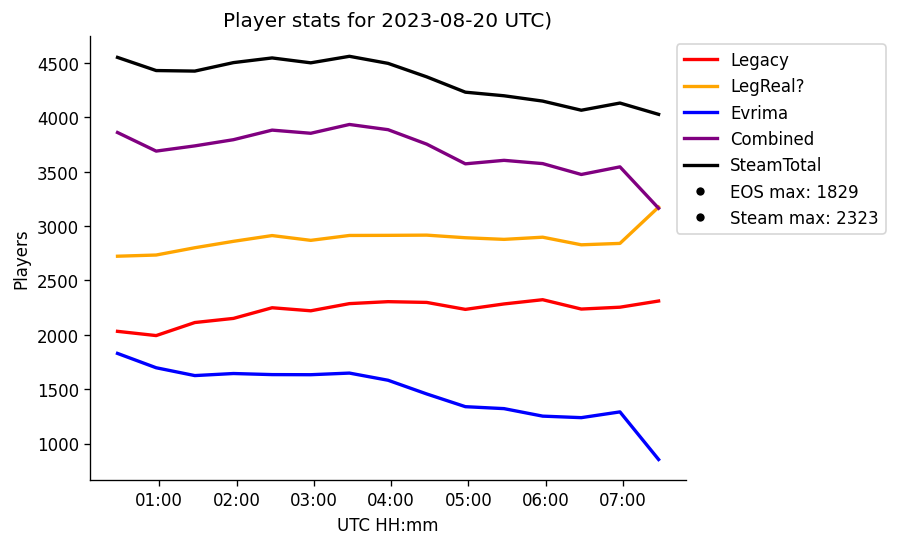 Player stats for 2023-08-20 UTC)
Players
4500
4000
3500
3000
2500
2000
1500
1000
01:00 02:00 03:00 04:00 05:00 06:00 07:00
UTC HH:mm
Legacy
LegReal?
Evrima
Combined
SteamTotal
EOS max: 1829
Steam max: 2323